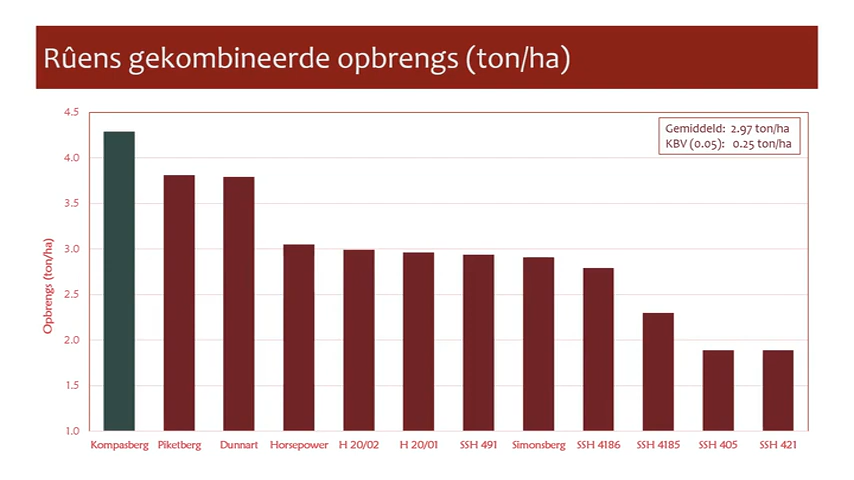 Rûens gekombineerde opbrengs (ton/ha)
Gemiddeld: 2.97 ton/ha
KBV (0.05): 0.25 ton/ha
Opbrengs (ton/ha)
4.5
4.0
3.5
3.0
2.5
2.0
1.5
1.0
Kompasberg Piketberg Dunnart Horsepower H 20/02 H 20/01 SSH 491 Simonsberg SSH 4186 SSH 4185 SSH 405 SSH 421